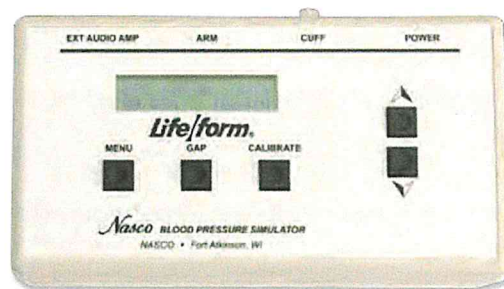 EXT AUDIO AMP ARM CUFF POWER
Life/form®
MENU GAP CALIBRATE
Nasco BLOOD PRESSURE SIMULATOR
NASCO • Fort Atkinson, WI